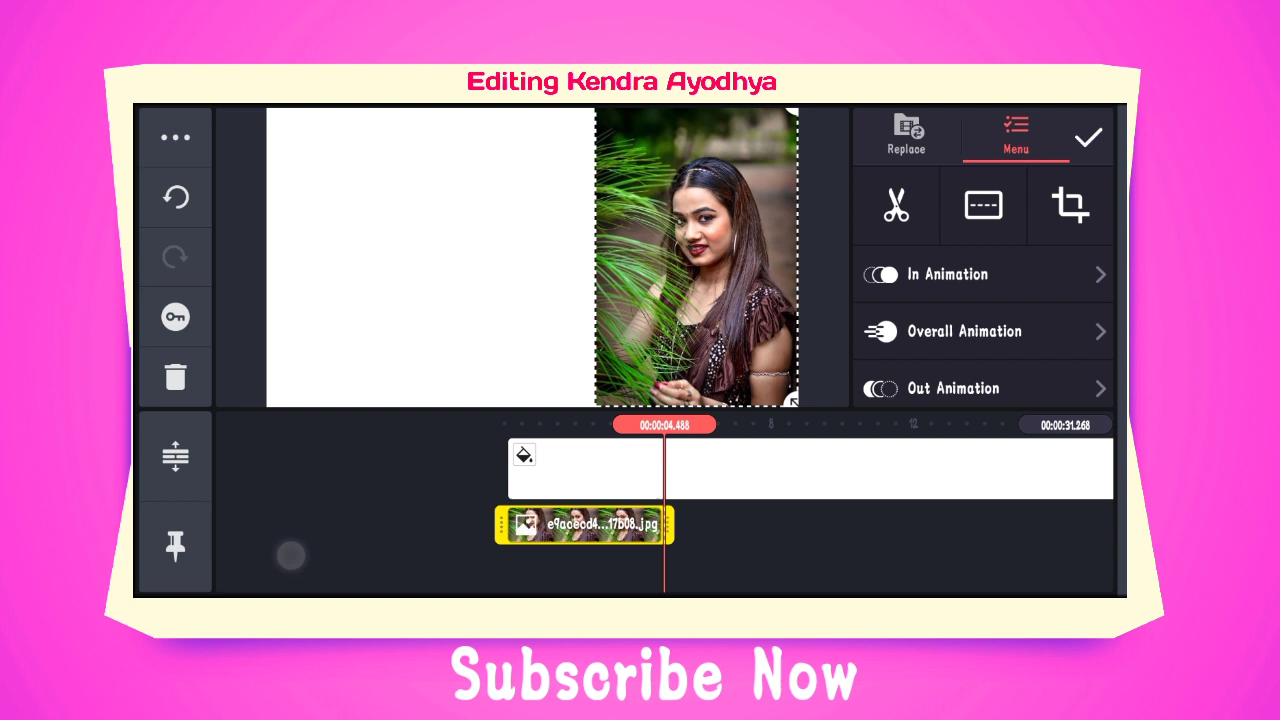 Editing Kendra Ayodhya
Replace
Menu
In Animation
Overall Animation
Out Animation
00:00:04.488
8
12
00:00:31.268
e9aoecd4...17b08.jpg
Subscribe Now